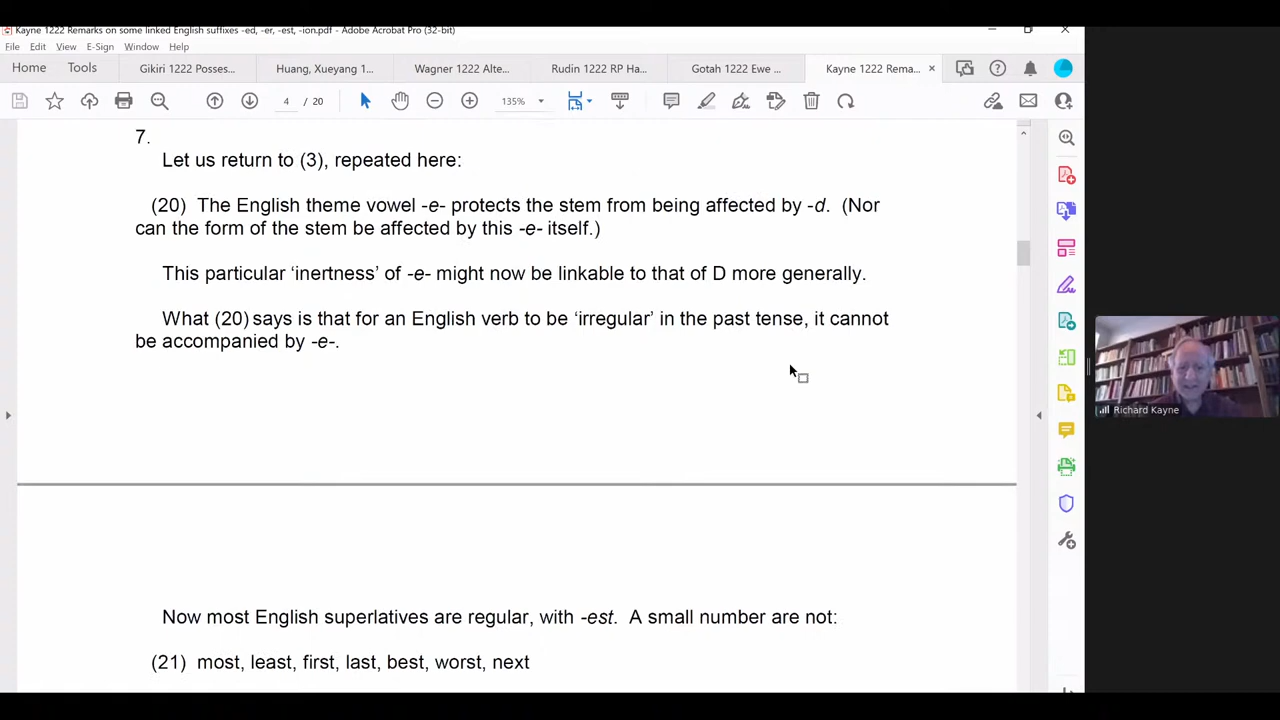 Kayne 1222 Remarks on some linked English suffixes -ed, -er, -est, -ion.pdf - Adobe Acrobat Pro (32-bit)
File Edit View E-Sign Window Help
Home Tools Gikiri 1222 Posses... Huang, Xueyang 1... Wagner 1222 Alte... Rudin 1222 RP Ha... Gotah 1222 Ewe ... Kayne 1222 Rema... ×
4 / 20 135%
7.
Let us return to (3), repeated here:
(20) The English theme vowel -e- protects the stem from being affected by -d. (Nor
can the form of the stem be affected by this -e- itself.)
This particular ‘inertness’ of -e- might now be linkable to that of D more generally.
What (20) says is that for an English verb to be ‘irregular’ in the past tense, it cannot
be accompanied by -e-.
Richard Kayne
Now most English superlatives are regular, with -est. A small number are not:
(21) most, least, first, last, best, worst, next